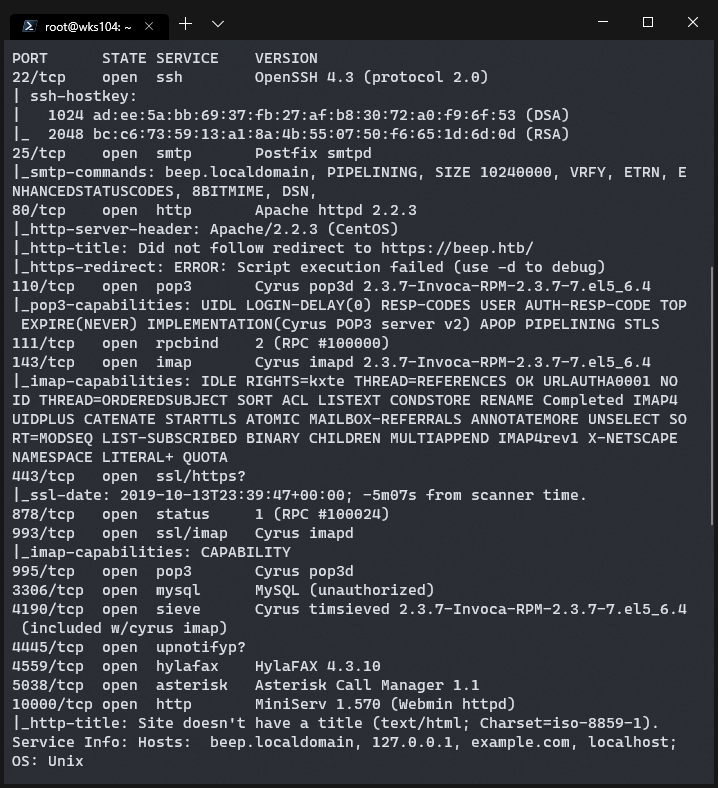 root@wks104: ~
PORT      STATE SERVICE    VERSION
22/tcp    open  ssh        OpenSSH 4.3 (protocol 2.0)
| ssh-hostkey:
|   1024 ad:ee:5a:bb:69:37:fb:27:af:b8:30:72:a0:f9:6f:53 (DSA)
|_  2048 bc:c6:73:59:13:a1:8a:4b:55:07:50:f6:65:1d:6d:0d (RSA)
25/tcp    open  smtp       Postfix smtpd
|_smtp-commands: beep.localdomain, PIPELINING, SIZE 10240000, VRFY, ETRN, E
NHANCEDSTATUSCODES, 8BITMIME, DSN,
80/tcp    open  http       Apache httpd 2.2.3
|_http-server-header: Apache/2.2.3 (CentOS)
|_http-title: Did not follow redirect to https://beep.htb/
|_https-redirect: ERROR: Script execution failed (use -d to debug)
110/tcp   open  pop3       Cyrus pop3d 2.3.7-Invoca-RPM-2.3.7-7.el5_6.4
|_pop3-capabilities: UIDL LOGIN-DELAY(0) RESP-CODES USER AUTH-RESP-CODE TOP
 EXPIRE(NEVER) IMPLEMENTATION(Cyrus POP3 server v2) APOP PIPELINING STLS
111/tcp   open  rpcbind    2 (RPC #100000)
143/tcp   open  imap       Cyrus imapd 2.3.7-Invoca-RPM-2.3.7-7.el5_6.4
|_imap-capabilities: IDLE RIGHTS=kxte THREAD=REFERENCES OK URLAUTHA0001 NO
ID THREAD=ORDEREDSUBJECT SORT ACL LISTEXT CONDSTORE RENAME Completed IMAP4
UIDPLUS CATENATE STARTTLS ATOMIC MAILBOX-REFERRALS ANNOTATEMORE UNSELECT SO
RT=MODSEQ LIST-SUBSCRIBED BINARY CHILDREN MULTIAPPEND IMAP4rev1 X-NETSCAPE
NAMESPACE LITERAL+ QUOTA
443/tcp   open  ssl/https?
|_ssl-date: 2019-10-13T23:39:47+00:00; -5m07s from scanner time.
878/tcp   open  status     1 (RPC #100024)
993/tcp   open  ssl/imap   Cyrus imapd
|_imap-capabilities: CAPABILITY
995/tcp   open  pop3       Cyrus pop3d
3306/tcp  open  mysql      MySQL (unauthorized)
4190/tcp  open  sieve      Cyrus timsieved 2.3.7-Invoca-RPM-2.3.7-7.el5_6.4
 (included w/cyrus imap)
4445/tcp  open  upnotifyp?
4559/tcp  open  hylafax    HylaFAX 4.3.10
5038/tcp  open  asterisk   Asterisk Call Manager 1.1
10000/tcp open  http       MiniServ 1.570 (Webmin httpd)
|_http-title: Site doesn't have a title (text/html; Charset=iso-8859-1).
Service Info: Hosts:  beep.localdomain, 127.0.0.1, example.com, localhost;
OS: Unix